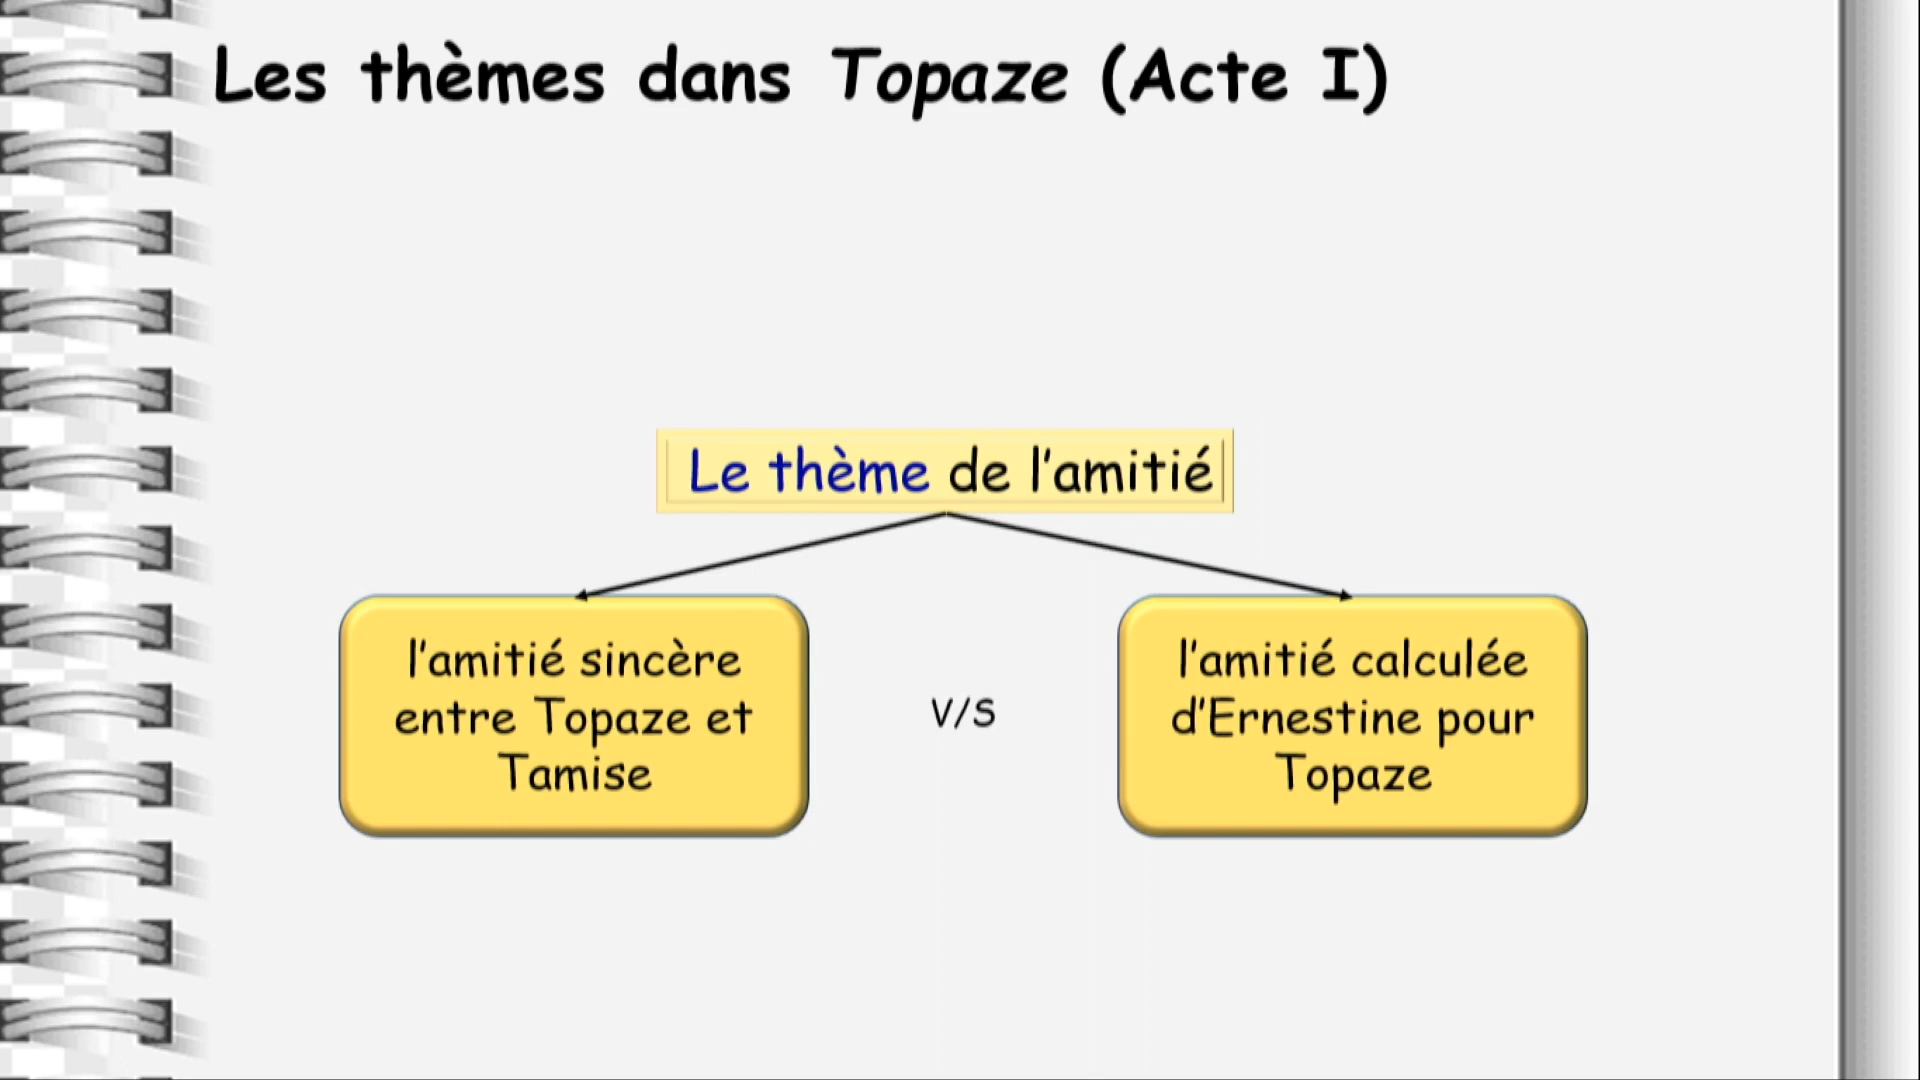 Les thèmes dans Topaze (Acte I)
Le thème de l'amitié
l'amitié sincère
entre Topaze et
Tamise
V/S
l'amitié calculée
d'Ernestine pour
Topaze